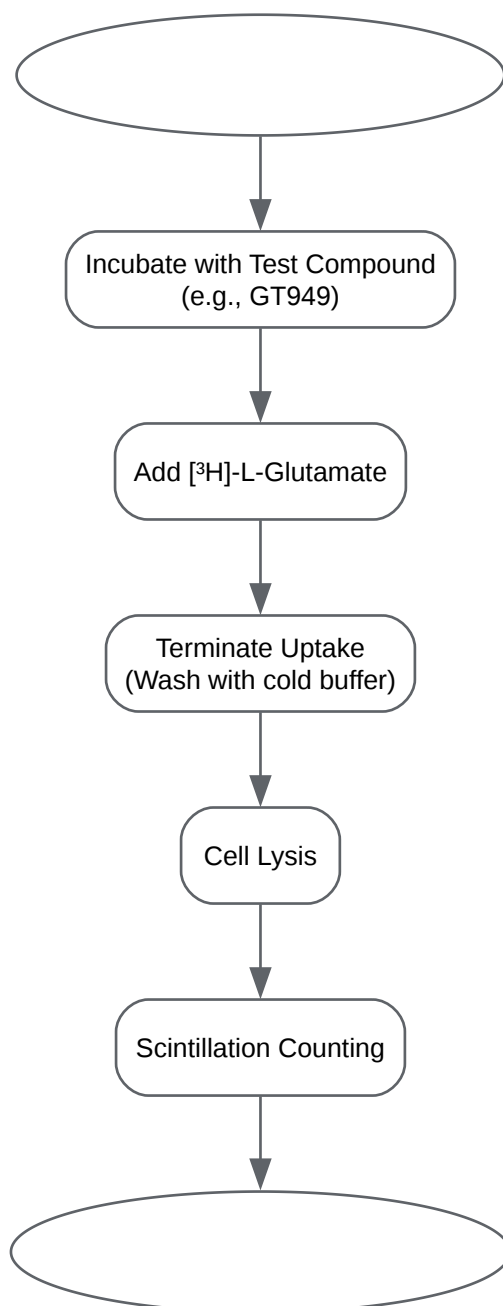 Incubate with Test Compound
(e.g., GT949)
Add [³H]-L-Glutamate
Terminate Uptake
(Wash with cold buffer)
Cell Lysis
Scintillation Counting